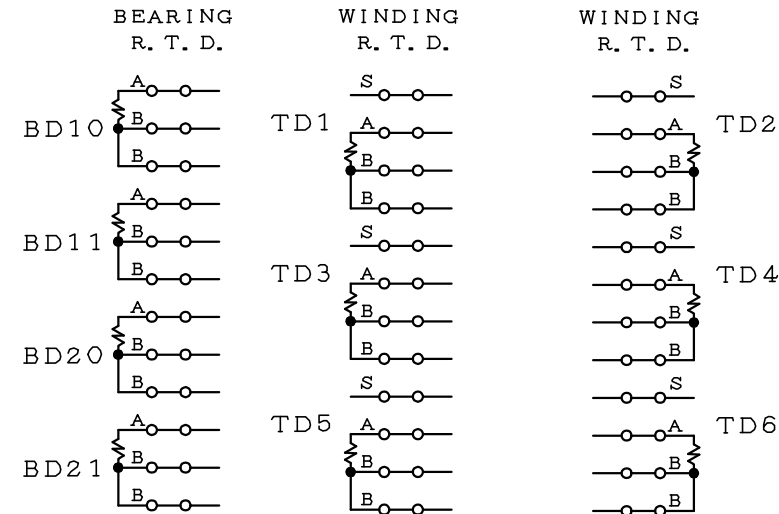 BEARING
R. T. D.
BD10
A
B
B
BD11
A
B
B
BD20
A
B
B
BD21
A
B
B
WINDING
R. T. D.
TD1
S
A
B
B
TD3
S
A
B
B
TD5
S
A
B
B
WINDING
R. T. D.
S
A
B
B
TD2
S
A
B
B
TD4
S
A
B
B
TD6